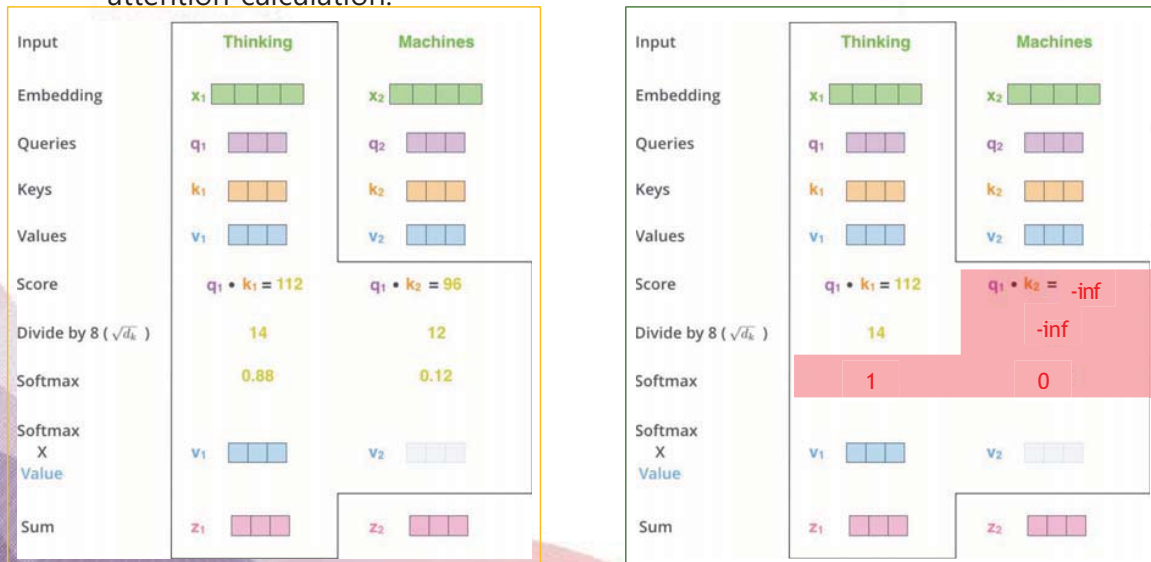 attention calculation.
Input Thinking Machines
Embedding x₁ x₂
Queries q₁ q₂
Keys k₁ k₂
Values v₁ v₂
Score q₁ • k₁ = 112 q₁ • k₂ = 96
Divide by 8 ( √dₖ ) 14 12
Softmax 0.88 0.12
Softmax
X v₁ v₂
Value
Sum z₁ z₂
Input Thinking Machines
Embedding x₁ x₂
Queries q₁ q₂
Keys k₁ k₂
Values v₁ v₂
Score q₁ • k₁ = 112 q₁ • k₂ = -inf
Divide by 8 ( √dₖ ) 14 -inf
Softmax 1 0
Softmax
X v₁ v₂
Value
Sum z₁ z₂